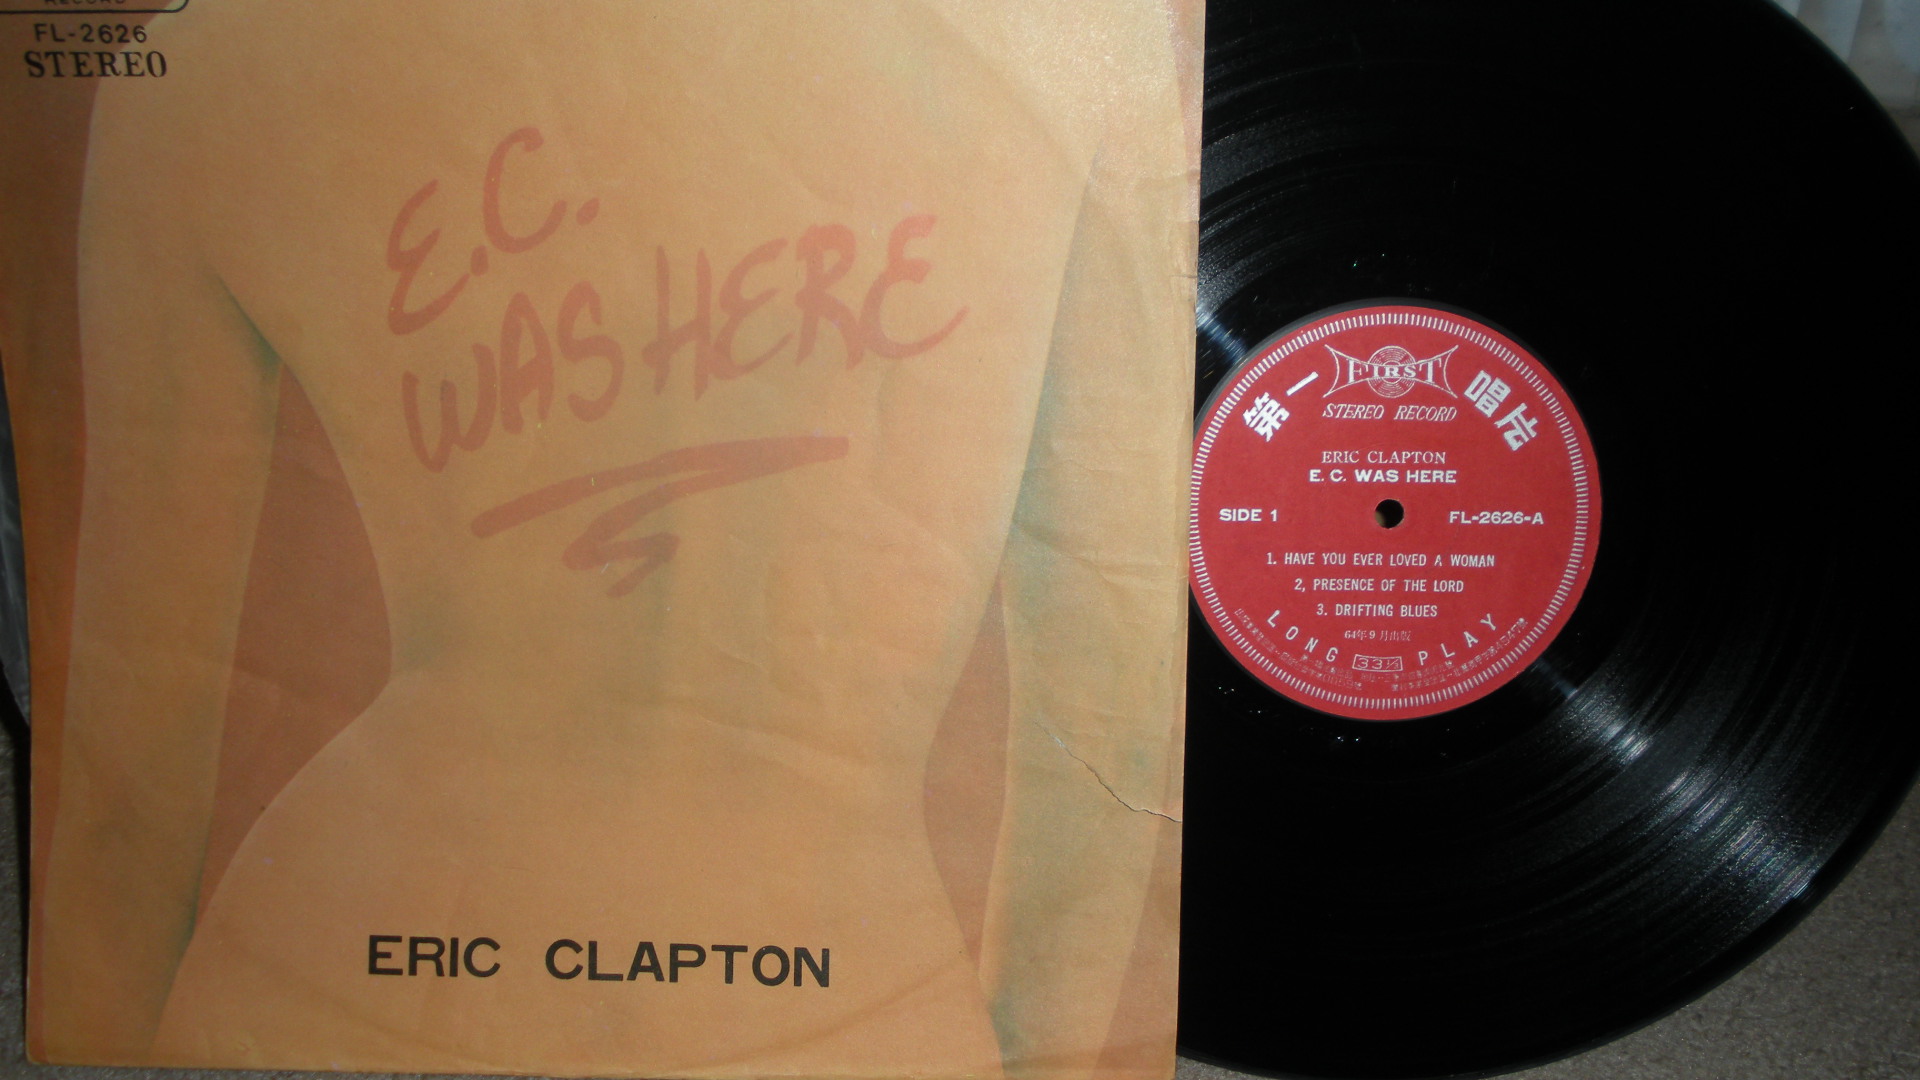 RECORD
FL-2626
STEREO
E.C.
WAS HERE
ERIC CLAPTON
第一唱片
FIRST
STEREO RECORD
ERIC CLAPTON
E. C. WAS HERE
SIDE 1
FL-2626-A
1. HAVE YOU EVER LOVED A WOMAN
2, PRESENCE OF THE LORD
3. DRIFTING BLUES
64年9月出版
LONG 33⅓ PLAY